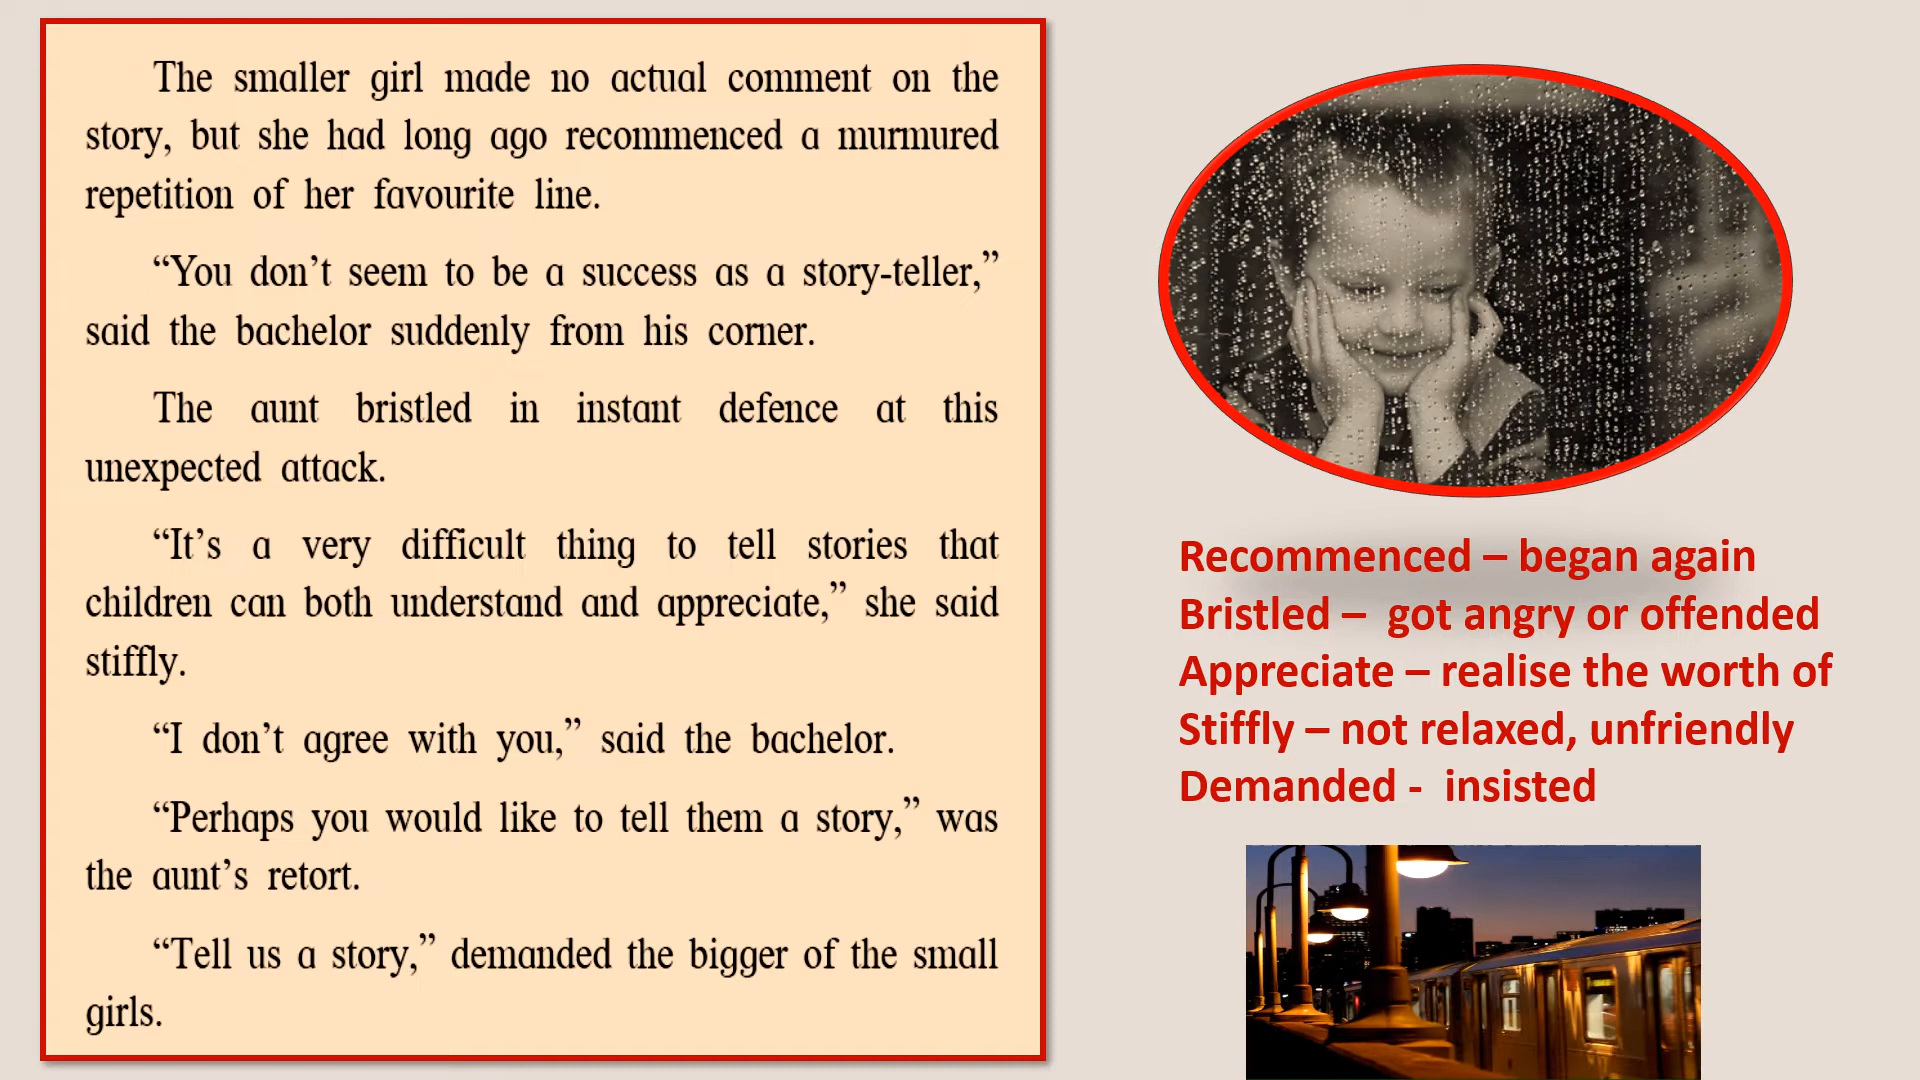 The smaller girl made no actual comment on the
story, but she had long ago recommenced a murmured
repetition of her favourite line.
“You don’t seem to be a success as a story-teller,”
said the bachelor suddenly from his corner.
The aunt bristled in instant defence at this
unexpected attack.
“It’s a very difficult thing to tell stories that
children can both understand and appreciate,” she said
stiffly.
“I don’t agree with you,” said the bachelor.
“Perhaps you would like to tell them a story,” was
the aunt’s retort.
“Tell us a story,” demanded the bigger of the small
girls.
Recommenced – began again
Bristled – got angry or offended
Appreciate – realise the worth of
Stiffly – not relaxed, unfriendly
Demanded - insisted